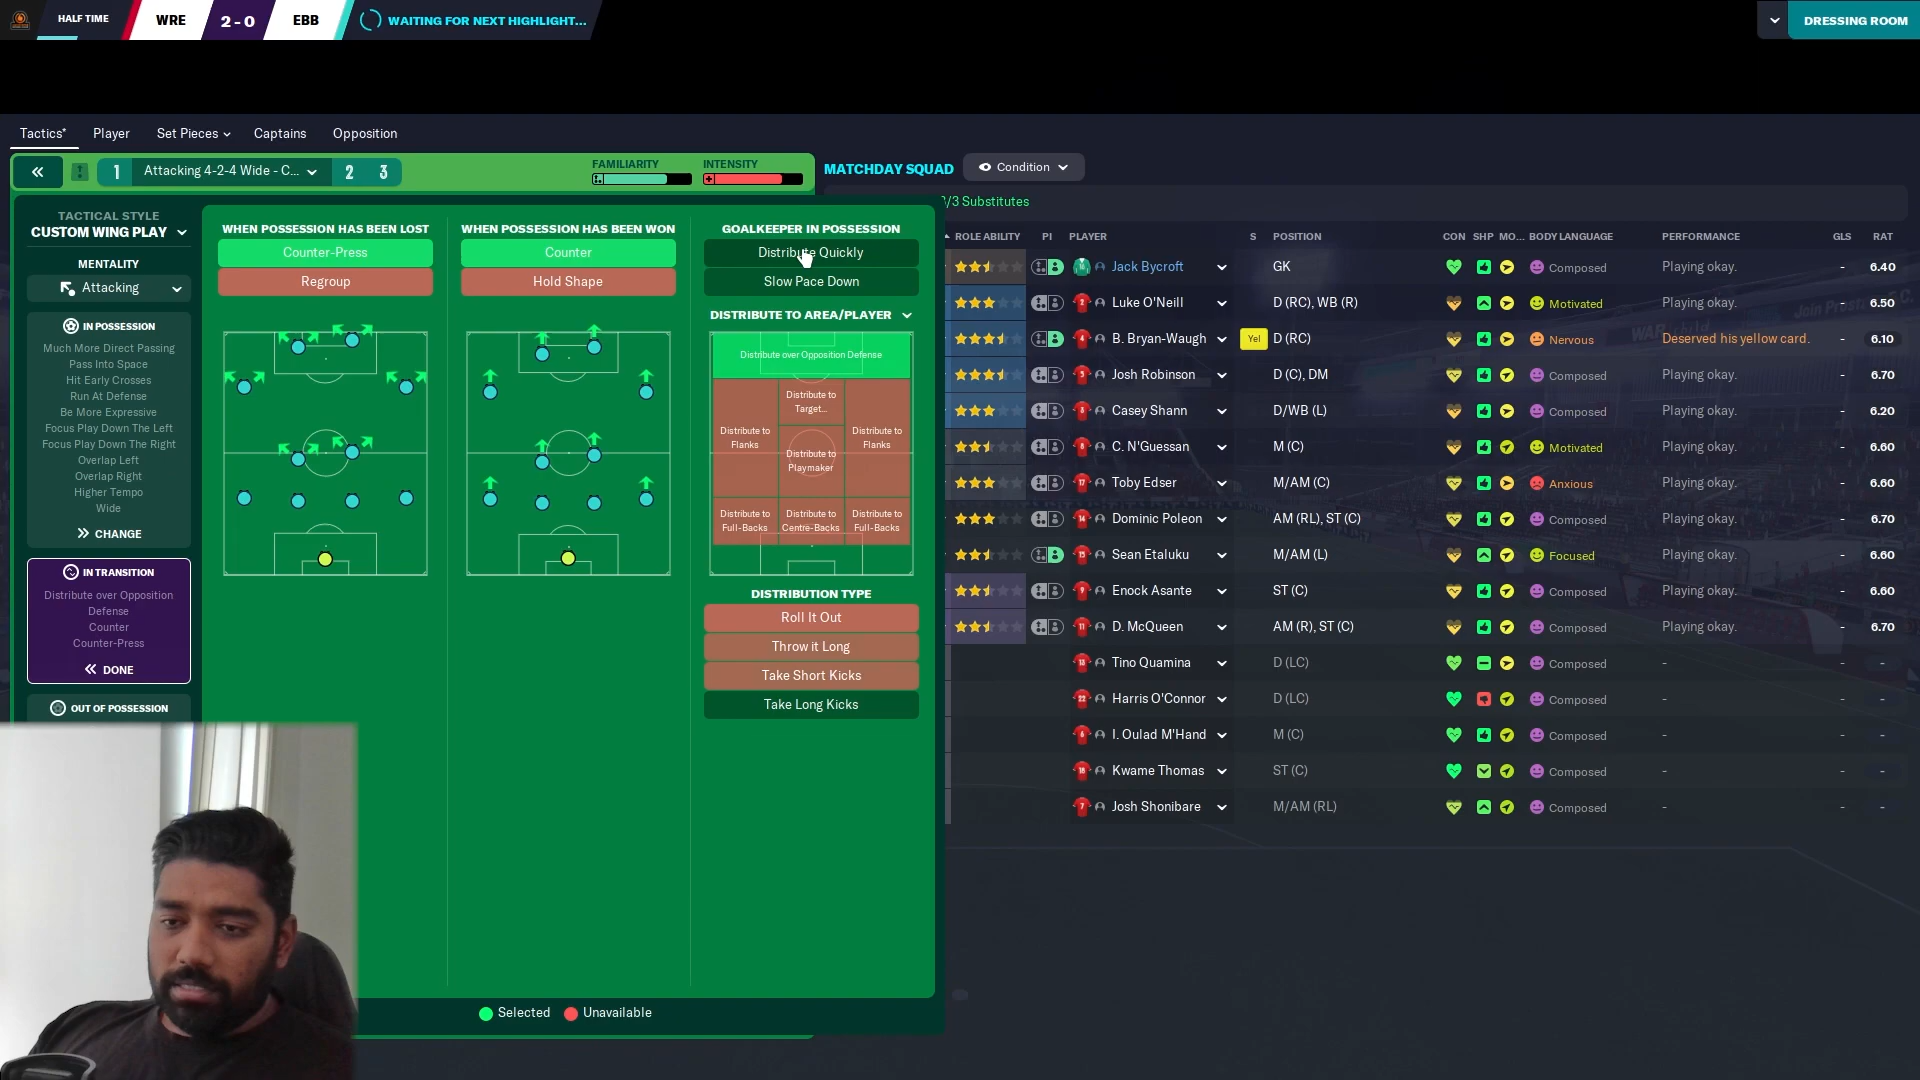 HALF TIME
WRE
2 - 0
EBB
WAITING FOR NEXT HIGHLIGHT...
DRESSING ROOM
Tactics*
Player
Set Pieces
Captains
Opposition
1
Attacking 4-2-4 Wide - C...
2
3
FAMILIARITY
INTENSITY
TACTICAL STYLE
CUSTOM WING PLAY
MENTALITY
Attacking
IN POSSESSION
Much More Direct Passing
Pass Into Space
Hit Early Crosses
Run At Defense
Be More Expressive
Focus Play Down The Left
Focus Play Down The Right
Overlap Left
Overlap Right
Higher Tempo
Wide
CHANGE
IN TRANSITION
Distribute over Opposition
Defense
Counter
Counter-Press
DONE
OUT OF POSSESSION
WHEN POSSESSION HAS BEEN LOST
Counter-Press
Regroup
WHEN POSSESSION HAS BEEN WON
Counter
Hold Shape
GOALKEEPER IN POSSESSION
Distribute Quickly
Slow Pace Down
DISTRIBUTE TO AREA/PLAYER
Distribute over Opposition Defense
Distribute to
Target...
Distribute to
Flanks
Distribute to
Playmaker
Distribute to
Flanks
Distribute to
Full-Backs
Distribute to
Centre-Backs
Distribute to
Full-Backs
DISTRIBUTION TYPE
Roll It Out
Throw it Long
Take Short Kicks
Take Long Kicks
Selected
Unavailable
MATCHDAY SQUAD
Condition
/3 Substitutes
ROLE ABILITY PI PLAYER S POSITION CON SHP MO... BODY LANGUAGE PERFORMANCE GLS RAT
Jack Bycroft GK Composed Playing okay. - 6.40
Luke O'Neill D (RC), WB (R) Motivated Playing okay. - 6.50
B. Bryan-Waugh Yel D (RC) Nervous Deserved his yellow card. - 6.10
Josh Robinson D (C), DM Composed Playing okay. - 6.70
Casey Shann D/WB (L) Composed Playing okay. - 6.20
C. N'Guessan M (C) Motivated Playing okay. - 6.60
Toby Edser M/AM (C) Anxious Playing okay. - 6.60
Dominic Poleon AM (RL), ST (C) Composed Playing okay. - 6.70
Sean Etaluku M/AM (L) Focused Playing okay. - 6.60
Enock Asante ST (C) Composed Playing okay. - 6.60
D. McQueen AM (R), ST (C) Composed Playing okay. - 6.70
Tino Quamina D (LC) Composed - - -
Harris O'Connor D (LC) Composed - - -
I. Oulad M'Hand M (C) Composed - - -
Kwame Thomas ST (C) Composed - - -
Josh Shonibare M/AM (RL) Composed - - -